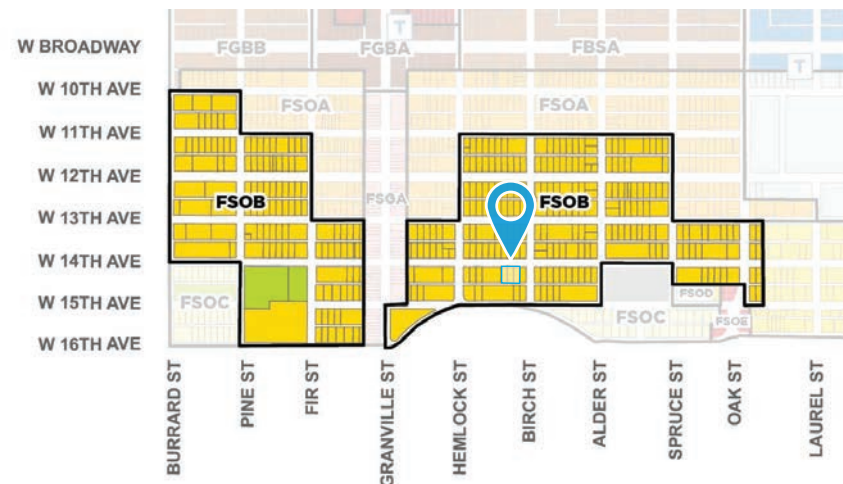 W BROADWAY
FGBB
FGBA
T
FBSA
T
W 10TH AVE
FSOA
FSOA
W 11TH AVE
W 12TH AVE
FSOB
FSGA
FSOB
W 13TH AVE
W 14TH AVE
W 15TH AVE
FSOC
FSOD
FSOC
FSOE
W 16TH AVE
BURRARD ST
PINE ST
FIR ST
GRANVILLE ST
HEMLOCK ST
BIRCH ST
ALDER ST
SPRUCE ST
OAK ST
LAUREL ST